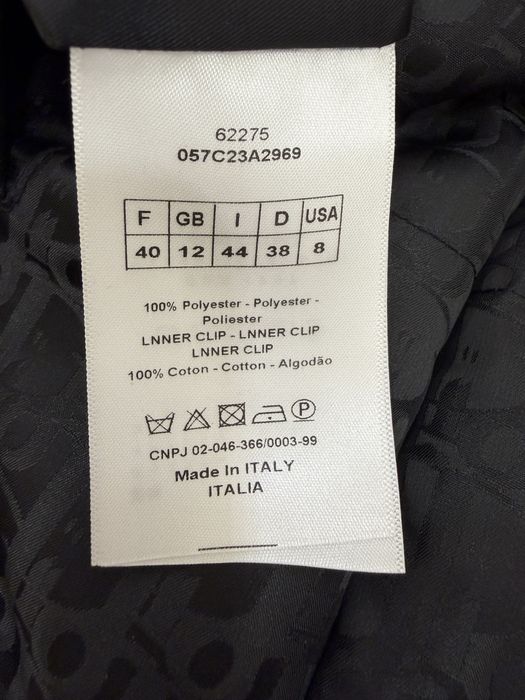 62275
057C23A2969
F GB I D USA
40 12 44 38 8
100% Polyester - Polyester -
Poliester
LNNER CLIP - LNNER CLIP
LNNER CLIP
100% Coton - Cotton - Algodão
P
CNPJ 02-046-366/0003-99
Made In ITALY
ITALIA